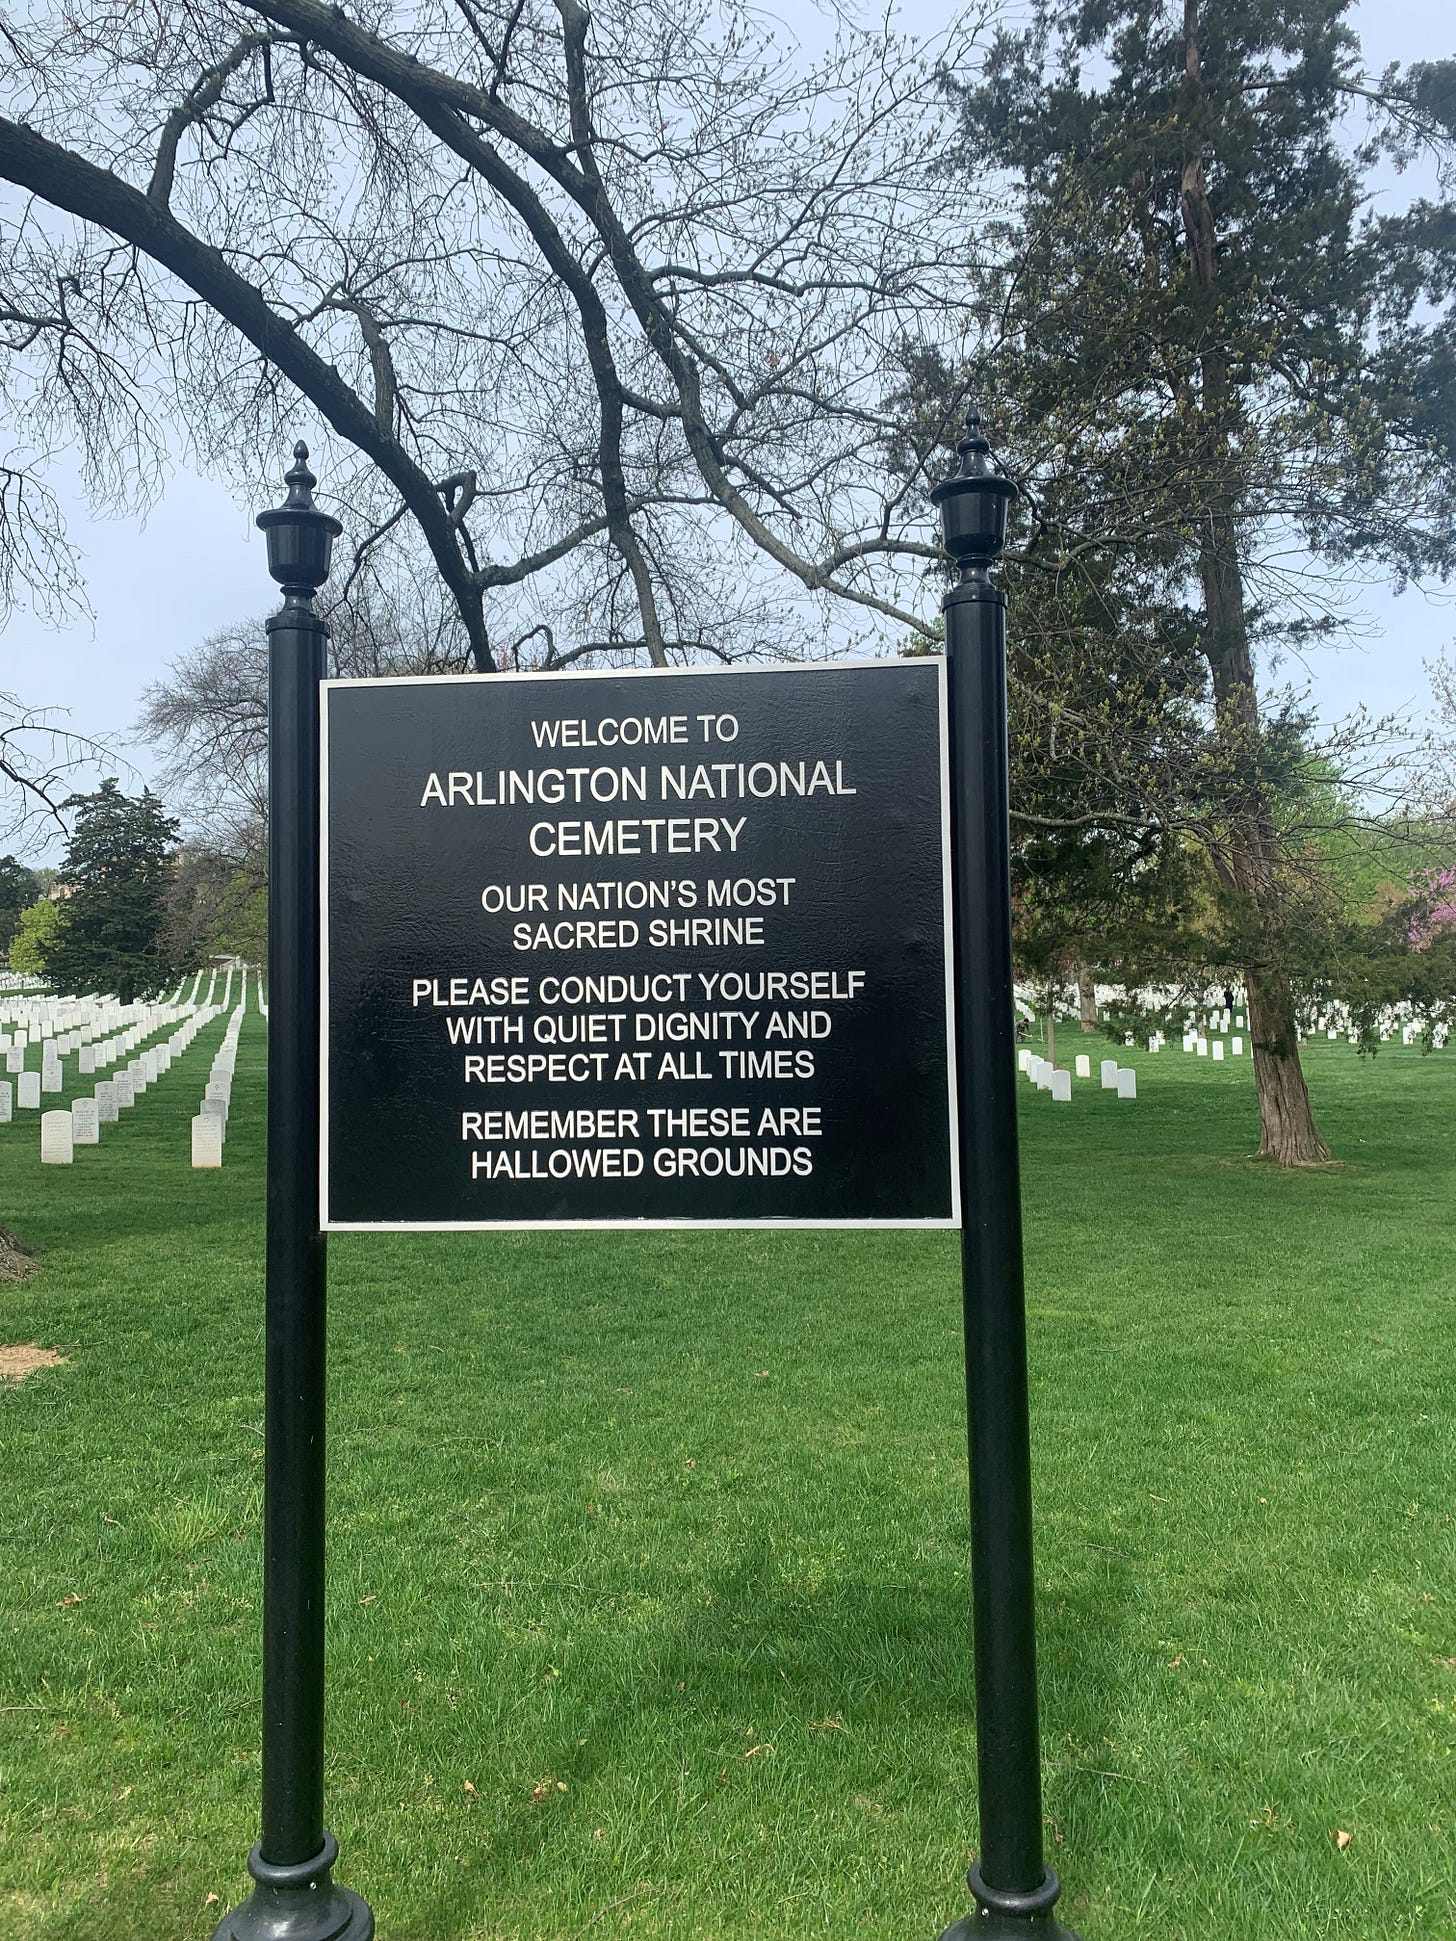 WELCOME TO
ARLINGTON NATIONAL
CEMETERY
OUR NATION'S MOST
SACRED SHRINE
PLEASE CONDUCT YOURSELF
WITH QUIET DIGNITY AND
RESPECT AT ALL TIMES
REMEMBER THESE ARE
HALLOWED GROUNDS